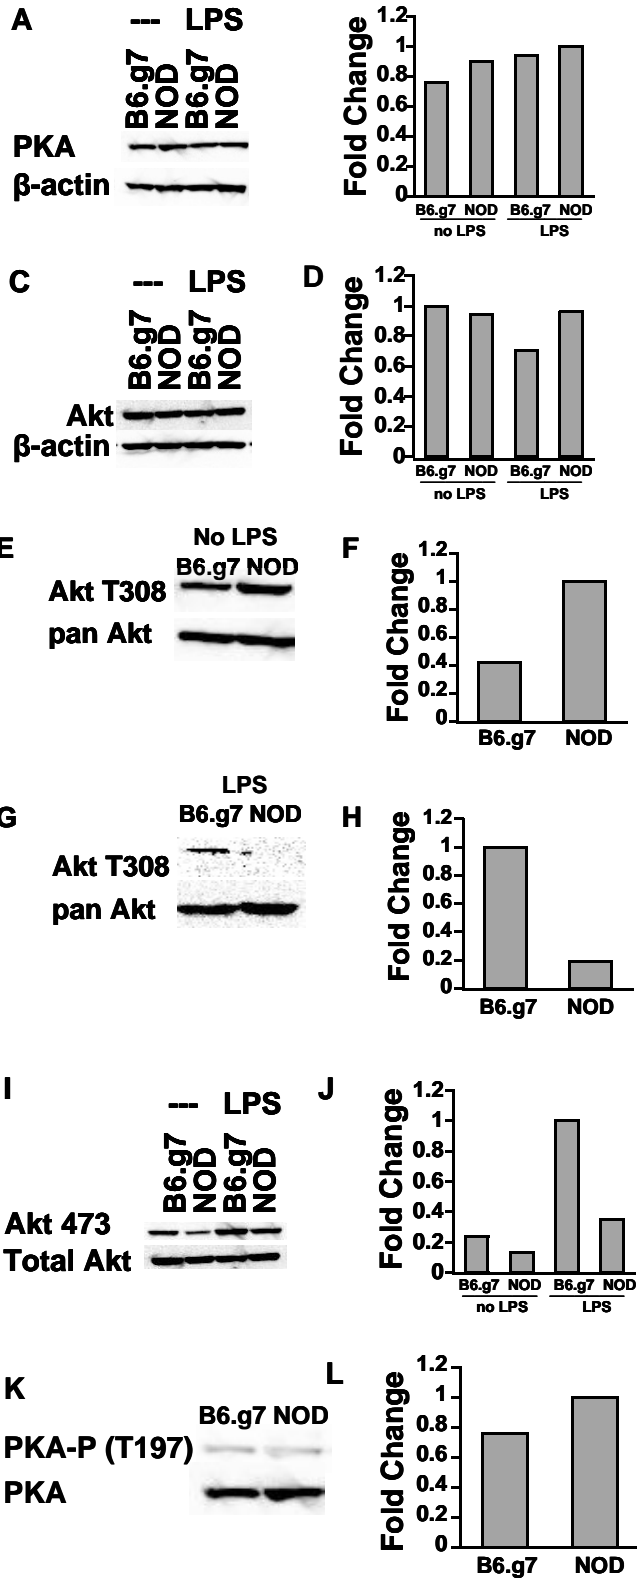 A
--- LPS
B6.g7 NOD B6.g7 NOD
PKA
β-actin
Fold Change
1.2
1
0.8
0.6
0.4
0.2
0
B6.g7 NOD B6.g7 NOD
no LPS LPS
C
--- LPS
B6.g7 NOD B6.g7 NOD
Akt
β-actin
D
Fold Change
1.2
1
0.8
0.6
0.4
0.2
0
B6.g7 NOD B6.g7 NOD
no LPS LPS
E
No LPS
B6.g7 NOD
Akt T308
pan Akt
F
Fold Change
1.2
1
0.8
0.6
0.4
0.2
0
B6.g7 NOD
G
LPS
B6.g7 NOD
Akt T308
pan Akt
H
Fold Change
1.2
1
0.8
0.6
0.4
0.2
0
B6.g7 NOD
I
--- LPS
B6.g7 NOD B6.g7 NOD
Akt 473
Total Akt
J
Fold Change
1.2
1
0.8
0.6
0.4
0.2
0
B6.g7 NOD B6.g7 NOD
no LPS LPS
K
B6.g7 NOD
PKA-P (T197)
PKA
L
Fold Change
1.2
1
0.8
0.6
0.4
0.2
0
B6.g7 NOD